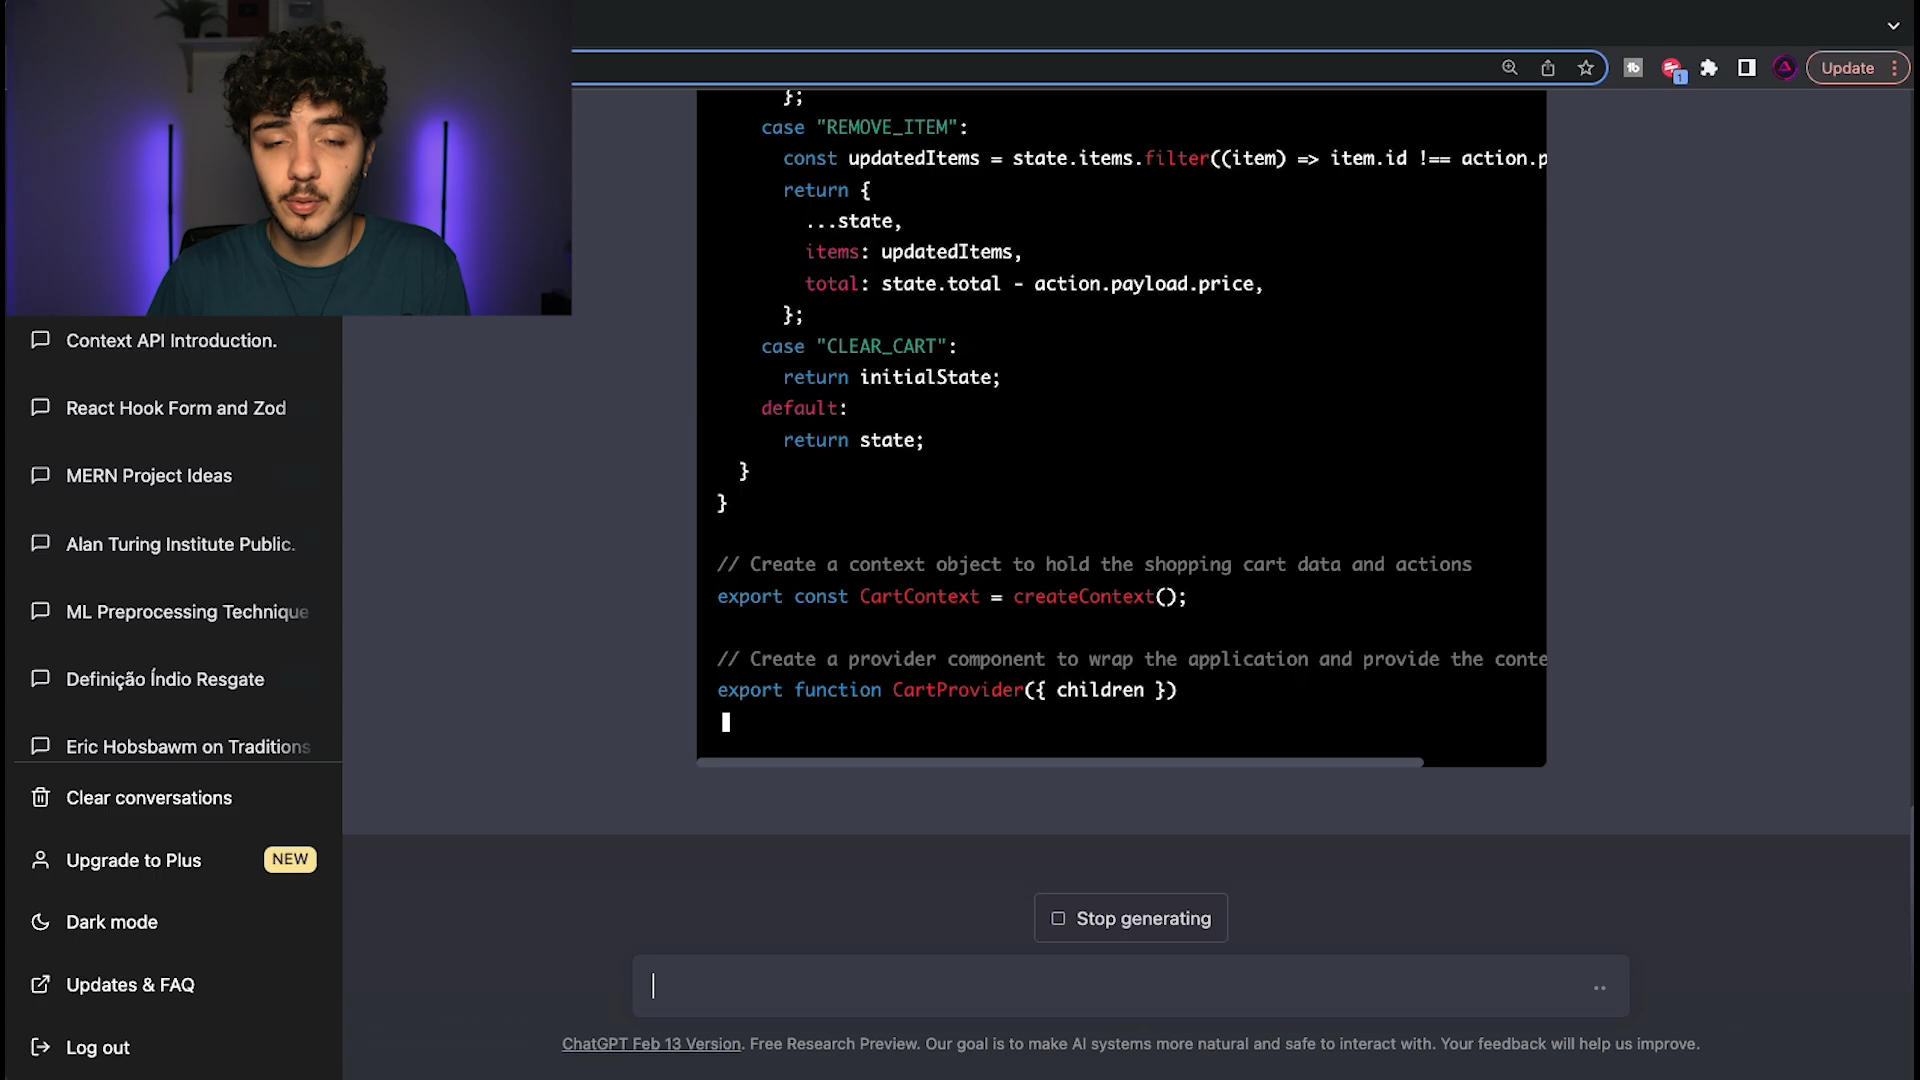 Update
1
};
case "REMOVE_ITEM":
const updatedItems = state.items.filter((item) => item.id !== action.p
return {
...state,
items: updatedItems,
total: state.total - action.payload.price,
};
case "CLEAR_CART":
return initialState;
default:
return state;
}
}
// Create a context object to hold the shopping cart data and actions
export const CartContext = createContext();
// Create a provider component to wrap the application and provide the conte
export function CartProvider({ children })
Context API Introduction.
React Hook Form and Zod
MERN Project Ideas
Alan Turing Institute Public.
ML Preprocessing Technique
Definição Índio Resgate
Eric Hobsbawm on Traditions
Clear conversations
Upgrade to Plus NEW
Dark mode
Updates & FAQ
Log out
Stop generating
ChatGPT Feb 13 Version. Free Research Preview. Our goal is to make AI systems more natural and safe to interact with. Your feedback will help us improve.